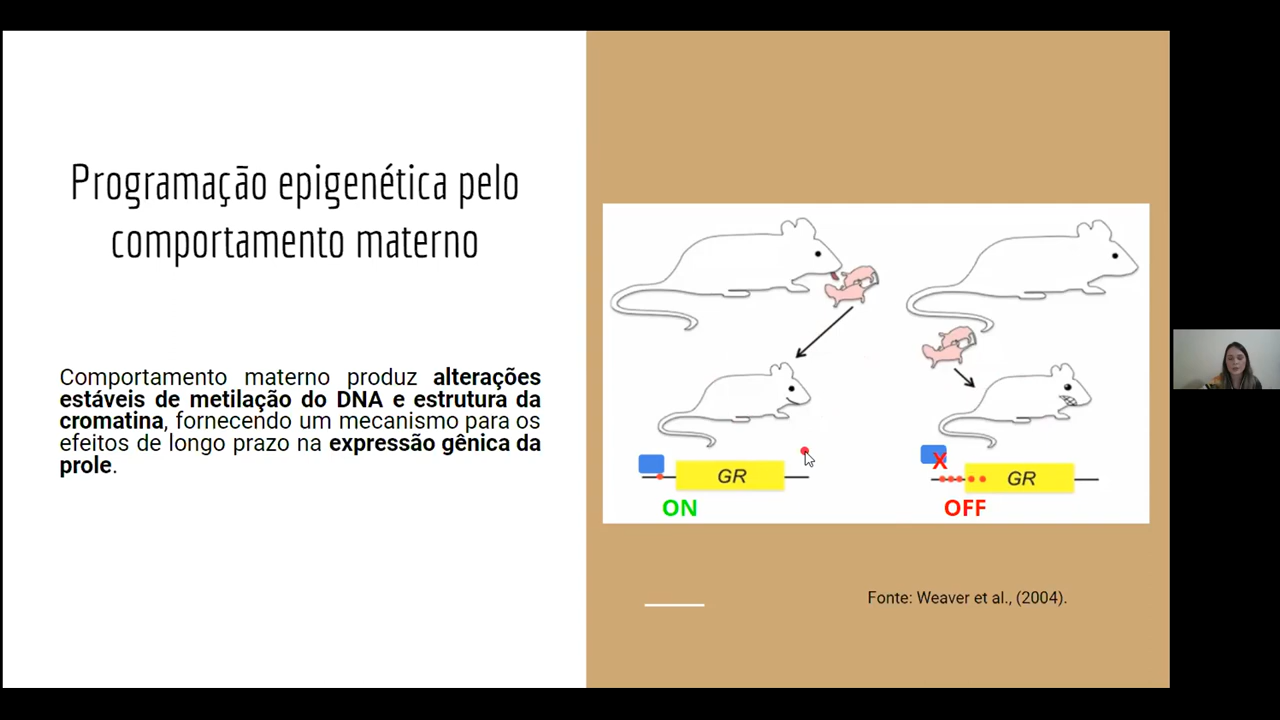 Programação epigenética pelo
comportamento materno
Comportamento materno produz alterações
estáveis de metilação do DNA e estrutura da
cromatina, fornecendo um mecanismo para os
efeitos de longo prazo na expressão gênica da
prole.
GR
ON
X
GR
OFF
Fonte: Weaver et al., (2004).